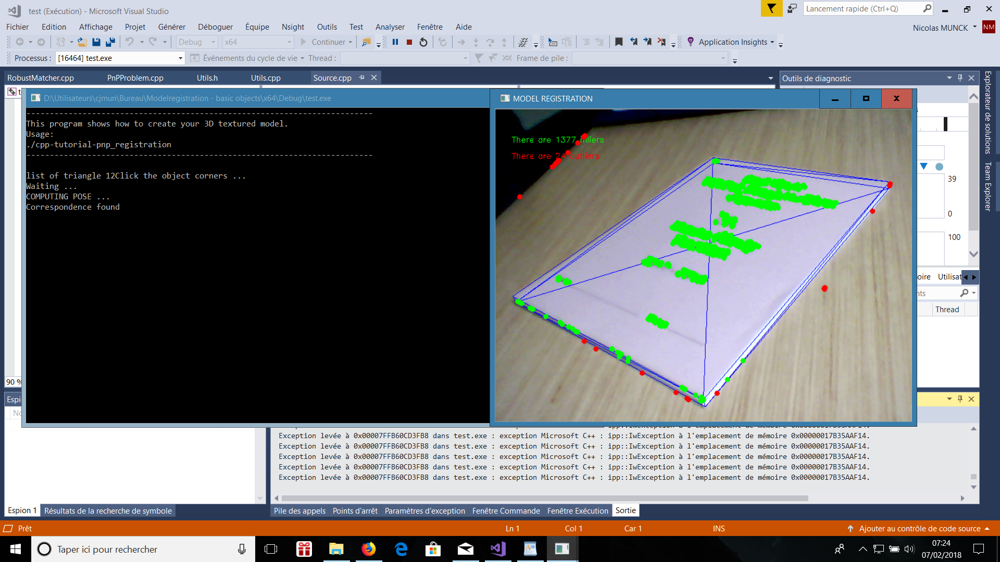 test (Exécution) - Microsoft Visual Studio
Lancement rapide (Ctrl+Q)
Fichier Edition Affichage Projet Générer Déboguer Équipe Nsight Outils Test Analyser Fenêtre Aide
Nicolas MUNCK NM
Debug x64 Continuer Application Insights
Processus : [16464] test.exe Événements du cycle de vie Thread : Frame de pile :
RobustMatcher.cpp PnPProblem.cpp Utils.h Utils.cpp Source.cpp
Outils de diagnostic
Explorateur de solutions
Team Explorer
D:\Utilisateurs\cjmun\Bureau\Modelregistration - basic objects\x64\Debug\test.exe
-------------------------------------------------------------------------
This program shows how to create your 3D textured model.
Usage:
./cpp-tutorial-pnp_registration
-------------------------------------------------------------------------
list of triangle 12Click the object corners ...
Waiting ...
COMPUTING POSE ...
Correspondence found
MODEL REGISTRATION
There are 1377 inliers
There are 24 outliers
39
0
100
oire Utilisat
nts
Thread
90 %
Espi
No
Exception levée à 0x00007FFB60CD3FB8 dans test.exe : exception Microsoft C++ : ipp::IwException à l'emplacement de mémoire 0x00000017B35AAF14.
Exception levée à 0x00007FFB60CD3FB8 dans test.exe : exception Microsoft C++ : ipp::IwException à l'emplacement de mémoire 0x00000017B35AAF14.
Exception levée à 0x00007FFB60CD3FB8 dans test.exe : exception Microsoft C++ : ipp::IwException à l'emplacement de mémoire 0x00000017B35AAF14.
Exception levée à 0x00007FFB60CD3FB8 dans test.exe : exception Microsoft C++ : ipp::IwException à l'emplacement de mémoire 0x00000017B35AAF14.
Exception levée à 0x00007FFB60CD3FB8 dans test.exe : exception Microsoft C++ : ipp::IwException à l'emplacement de mémoire 0x00000017B35AAF14.
Espion 1 Résultats de la recherche de symbole
Pile des appels Points d'arrêt Paramètres d'exception Fenêtre Commande Fenêtre Exécution Sortie
Prêt Ln 1 Col 1 Car 1 INS Ajouter au contrôle de code source
Taper ici pour rechercher
07:24
07/02/2018